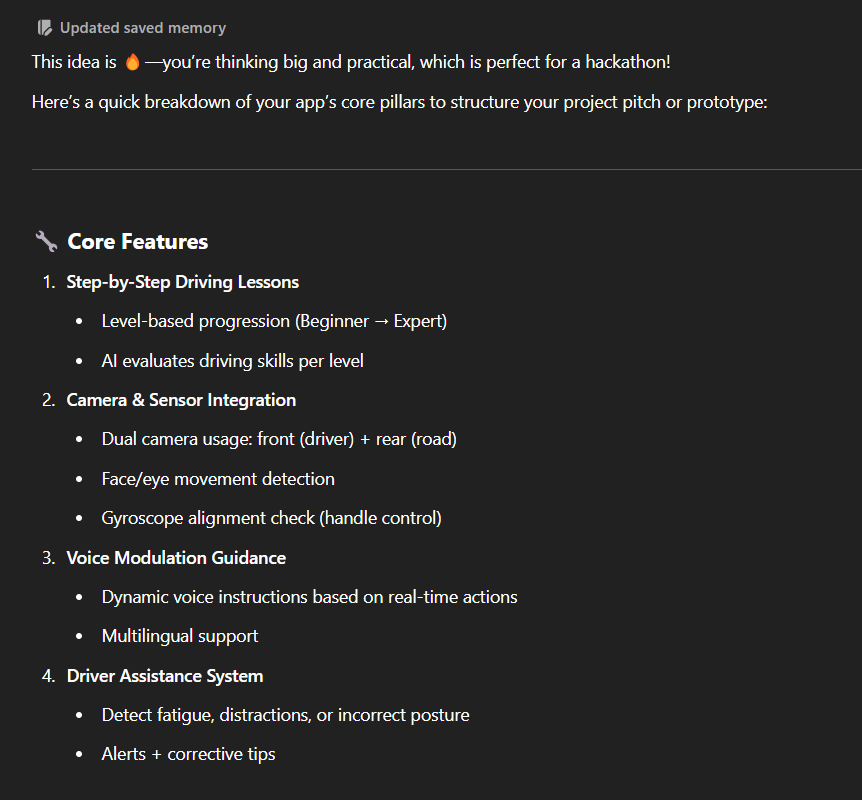 Updated saved memory
This idea is 🔥—you're thinking big and practical, which is perfect for a hackathon!
Here's a quick breakdown of your app's core pillars to structure your project pitch or prototype:
🔧 Core Features
1. Step-by-Step Driving Lessons
• Level-based progression (Beginner → Expert)
• AI evaluates driving skills per level
2. Camera & Sensor Integration
• Dual camera usage: front (driver) + rear (road)
• Face/eye movement detection
• Gyroscope alignment check (handle control)
3. Voice Modulation Guidance
• Dynamic voice instructions based on real-time actions
• Multilingual support
4. Driver Assistance System
• Detect fatigue, distractions, or incorrect posture
• Alerts + corrective tips